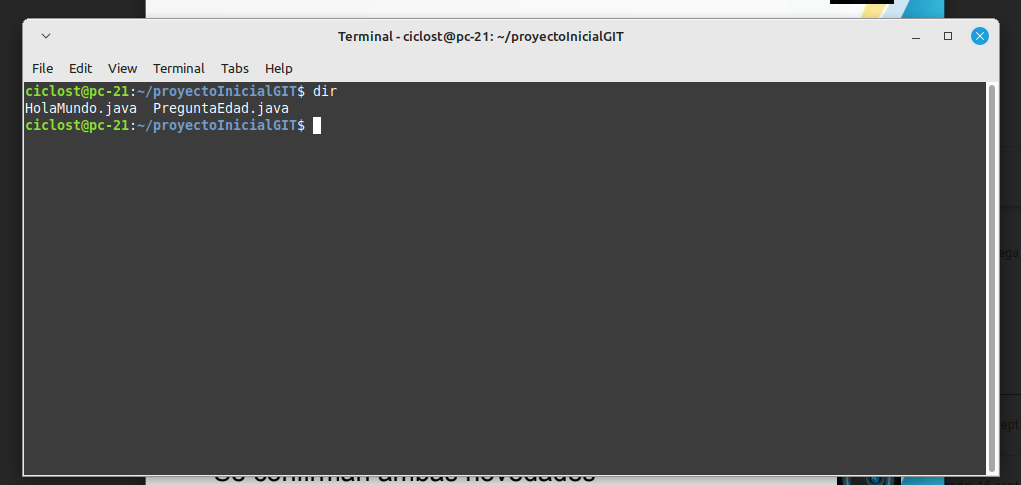 Terminal - ciclost@pc-21: ~/proyectoInicialGIT
File Edit View Terminal Tabs Help
ciclost@pc-21:~/proyectoInicialGIT$ dir
HolaMundo.java PreguntaEdad.java
ciclost@pc-21:~/proyectoInicialGIT$